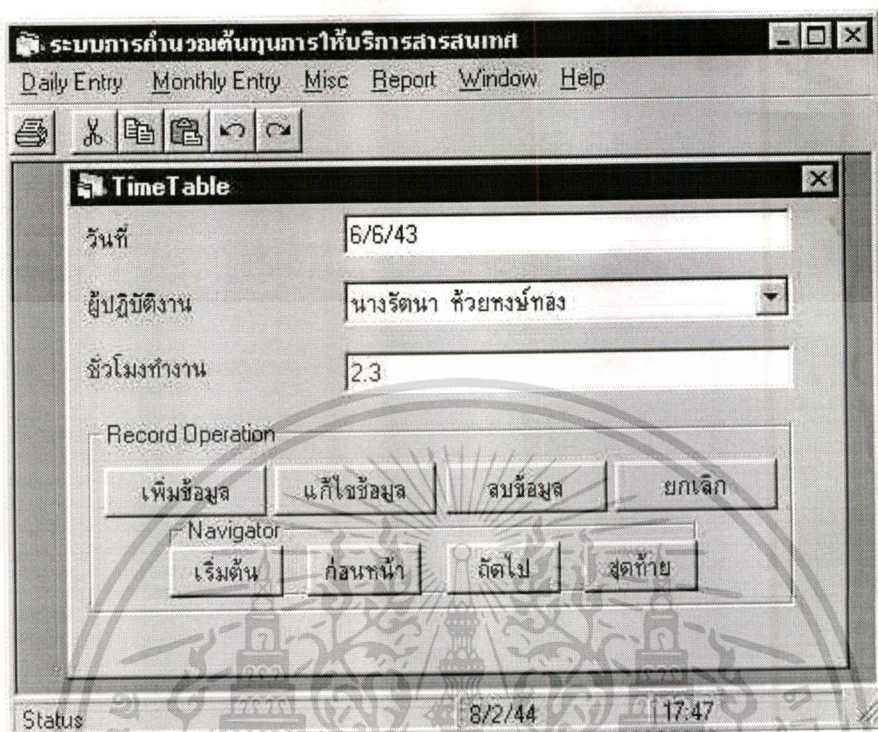 ระบบการคำนวณต้นทุนการให้บริการสารสนเทศ
Daily Entry Monthly Entry Misc Report Window Help
TimeTable
วันที่ 6/6/43
ผู้ปฏิบัติงาน นางรัตนา ห้วยหงษ์ทอง
ชั่วโมงทำงาน 2.3
Record Operation
เพิ่มข้อมูล แก้ไขข้อมูล ลบข้อมูล ยกเลิก
Navigator
เริ่มต้น ก่อนหน้า ถัดไป สุดท้าย
Status 8/2/44 17:47